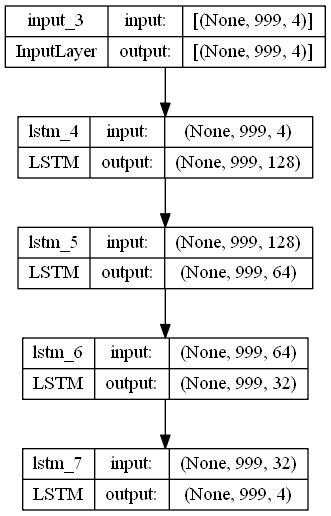 input_3 input: [(None, 999, 4)]
InputLayer output: [(None, 999, 4)]
lstm_4 input: (None, 999, 4)
LSTM output: (None, 999, 128)
lstm_5 input: (None, 999, 128)
LSTM output: (None, 999, 64)
lstm_6 input: (None, 999, 64)
LSTM output: (None, 999, 32)
lstm_7 input: (None, 999, 32)
LSTM output: (None, 999, 4)